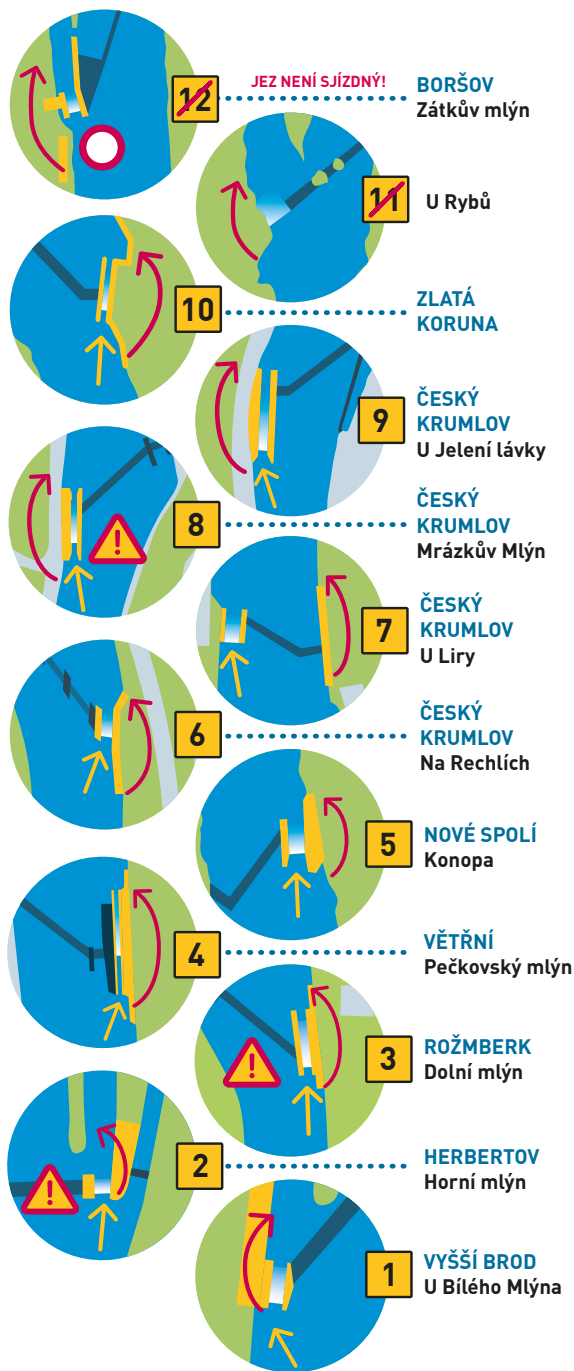 12
JEZ NENÍ SJÍZDNÝ!
BORŠOV
Zátkův mlýn
11
U Rybů
10
ZLATÁ
KORUNA
9
ČESKÝ
KRUMLOV
U Jelení lávky
8
!
ČESKÝ
KRUMLOV
Mrázkův Mlýn
7
ČESKÝ
KRUMLOV
U Liry
6
ČESKÝ
KRUMLOV
Na Rechlích
5
NOVÉ SPOLÍ
Konopa
4
VĚTŘNÍ
Pečkovský mlýn
!
3
ROŽMBERK
Dolní mlýn
!
2
HERBERTOV
Horní mlýn
1
VYŠŠÍ BROD
U Bílého Mlýna